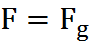 F = F_g